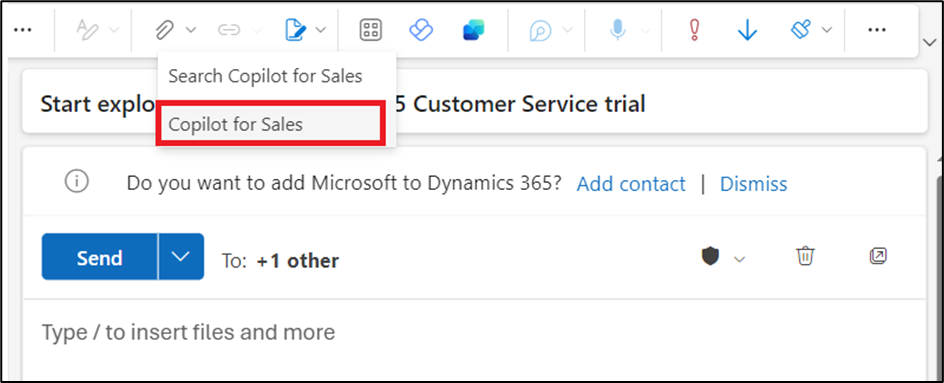 Search Copilot for Sales
Start explo 5 Customer Service trial
Copilot for Sales
Do you want to add Microsoft to Dynamics 365? Add contact | Dismiss
Send To: +1 other
Type / to insert files and more